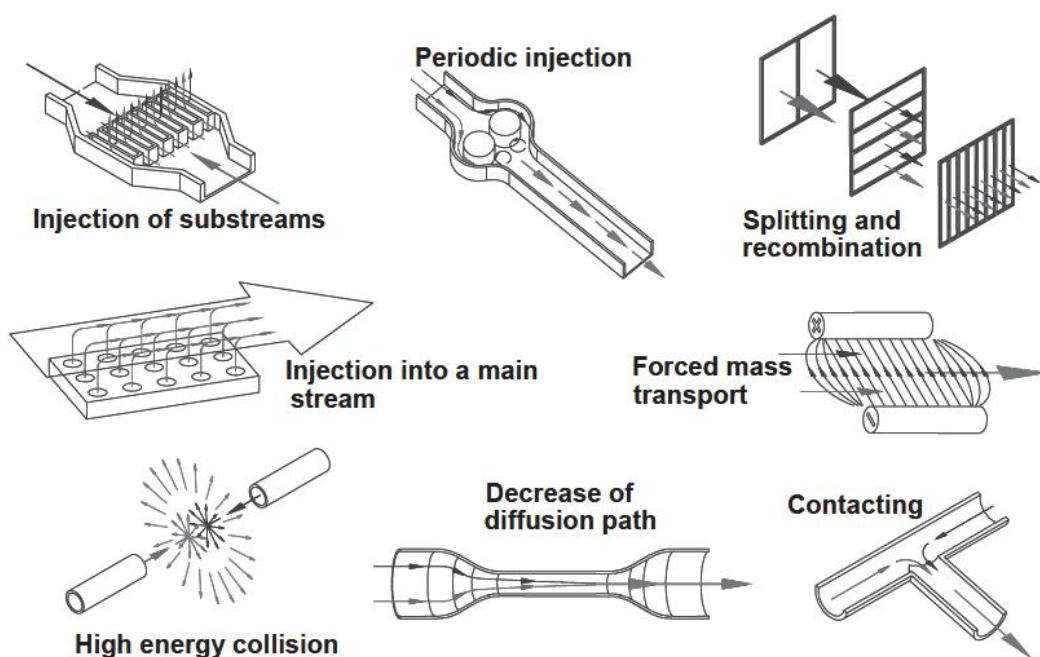 Periodic injection
Injection of substreams
Splitting and
recombination
Injection into a main
stream
Forced mass
transport
Decrease of
diffusion path
Contacting
High energy collision